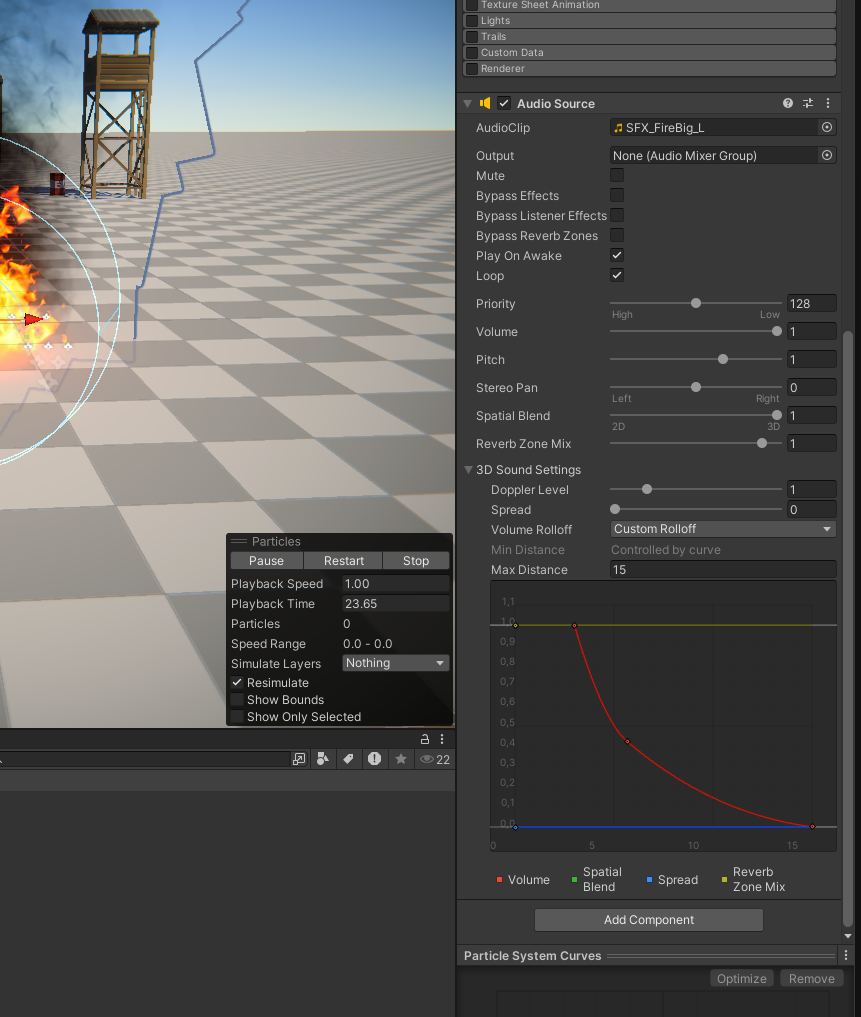 Texture Sheet Animation
Lights
Trails
Custom Data
Renderer
Audio Source
AudioClip SFX_FireBig_L
Output None (Audio Mixer Group)
Mute
Bypass Effects
Bypass Listener Effects
Bypass Reverb Zones
Play On Awake
Loop
Priority 128
High Low
Volume 1
Pitch 1
Stereo Pan 0
Left Right
Spatial Blend 1
2D 3D
Reverb Zone Mix 1
3D Sound Settings
Doppler Level 1
Spread 0
Volume Rolloff Custom Rolloff
Min Distance Controlled by curve
Max Distance 15
1,1
1,0
0,9
0,8
0,7
0,6
0,5
0,4
0,3
0,2
0,1
0,0
0 5 10 15
Volume
Spatial
Blend
Spread
Reverb
Zone Mix
Add Component
Particle System Curves
Optimize Remove
Particles
Pause Restart Stop
Playback Speed 1.00
Playback Time 23.65
Particles 0
Speed Range 0.0 - 0.0
Simulate Layers Nothing
Resimulate
Show Bounds
Show Only Selected
22